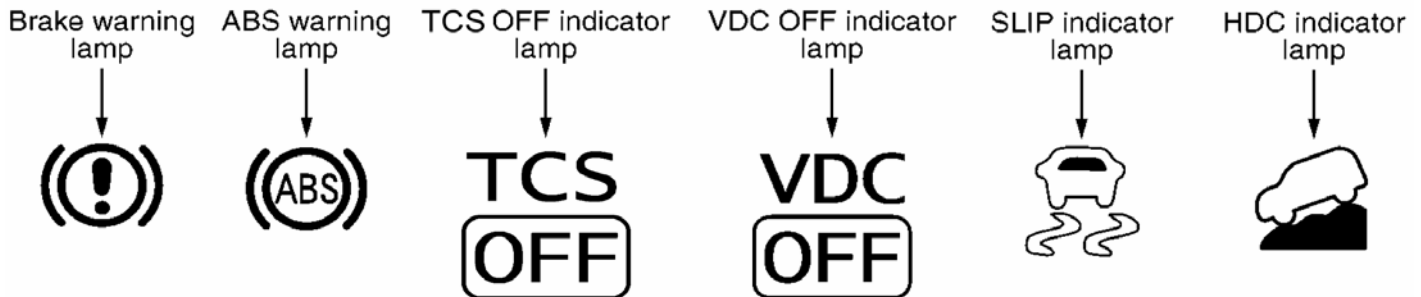 Brake warning
lamp
ABS warning
lamp
TCS OFF indicator
lamp
VDC OFF indicator
lamp
SLIP indicator
lamp
HDC indicator
lamp
!
ABS
TCS
OFF
VDC
OFF